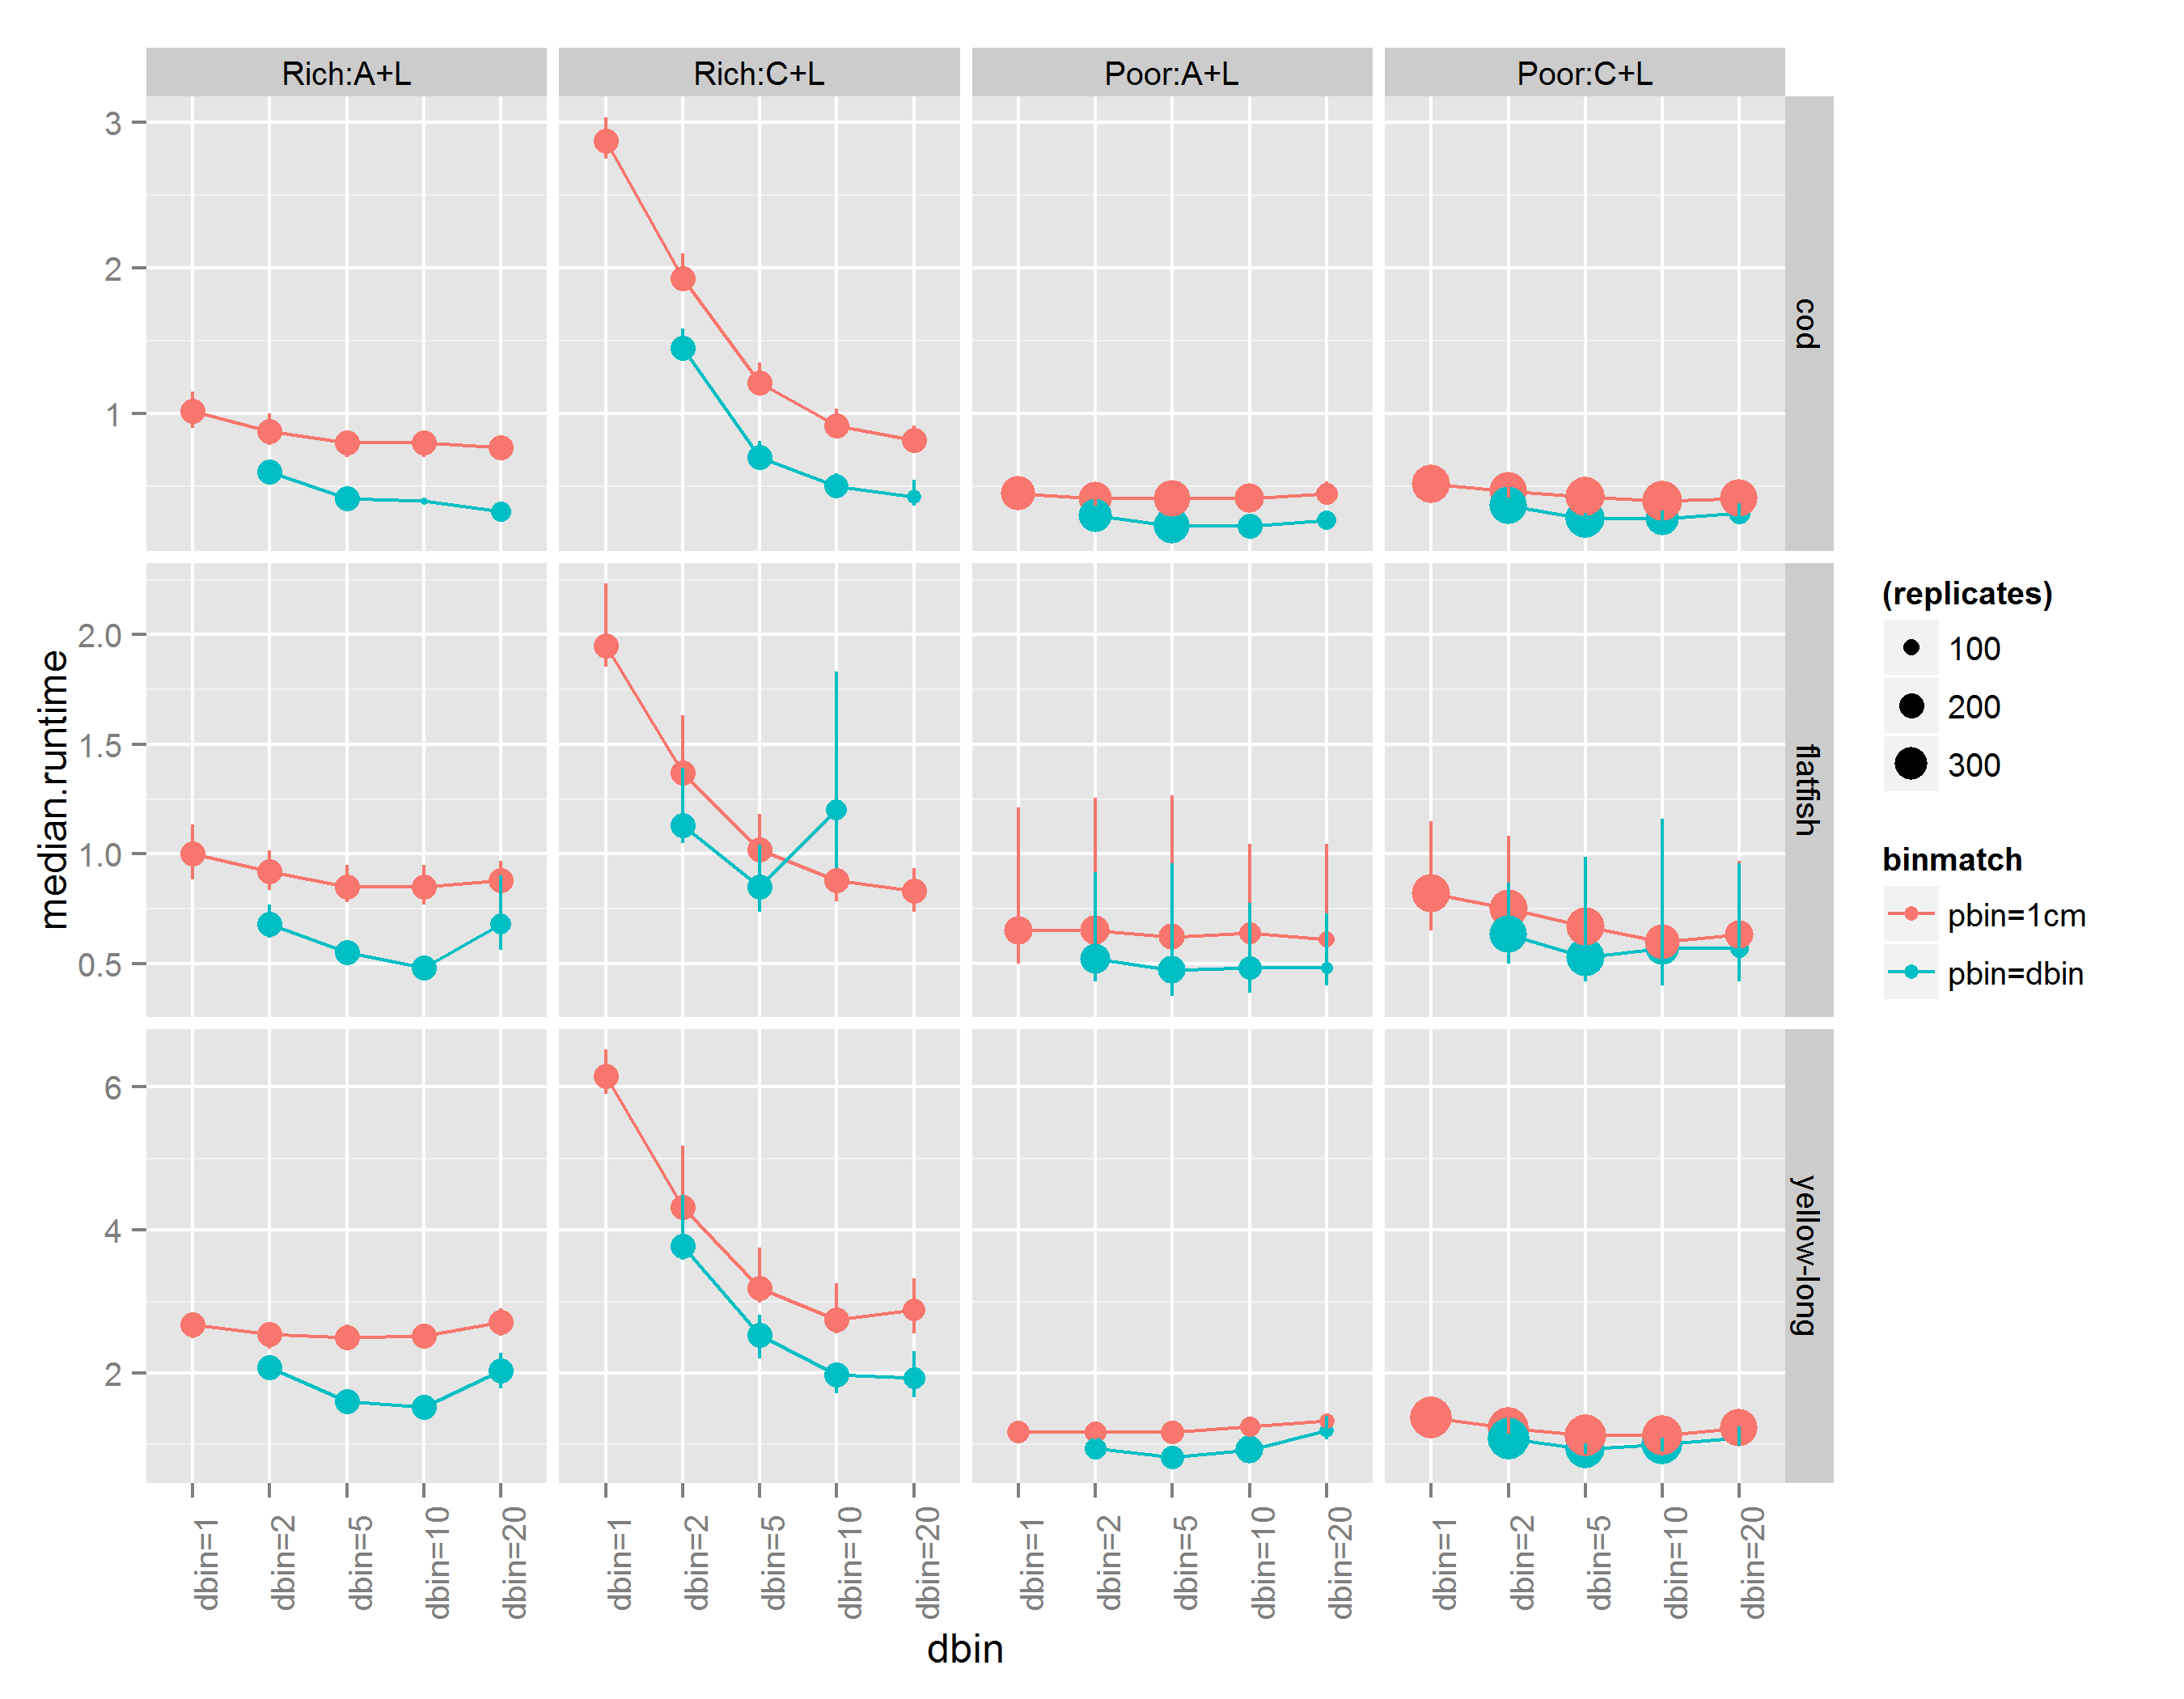 Rich:A+L
Rich:C+L
Poor:A+L
Poor:C+L
3
2
1
cod
2.0
1.5
1.0
0.5
flatfish
6
4
2
yellow-long
median.runtime
dbin=1
dbin=2
dbin=5
dbin=10
dbin=20
dbin=1
dbin=2
dbin=5
dbin=10
dbin=20
dbin=1
dbin=2
dbin=5
dbin=10
dbin=20
dbin=1
dbin=2
dbin=5
dbin=10
dbin=20
dbin
(replicates)
100
200
300
binmatch
pbin=1cm
pbin=dbin